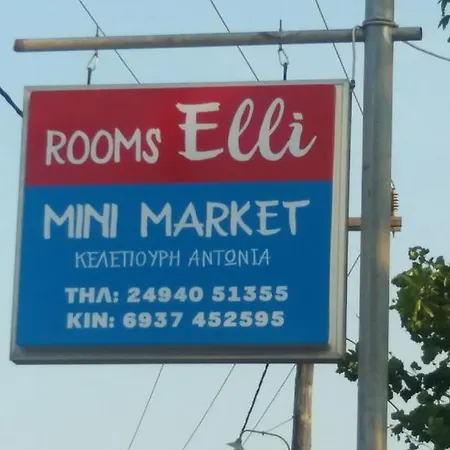 ROOMS Elli
MINI MARKET
ΚΕΛΕΠΟΥΡΗ ΑΝΤΩΝΙΑ
ΤΗΛ: 24940 51355
ΚΙΝ: 6937 452595